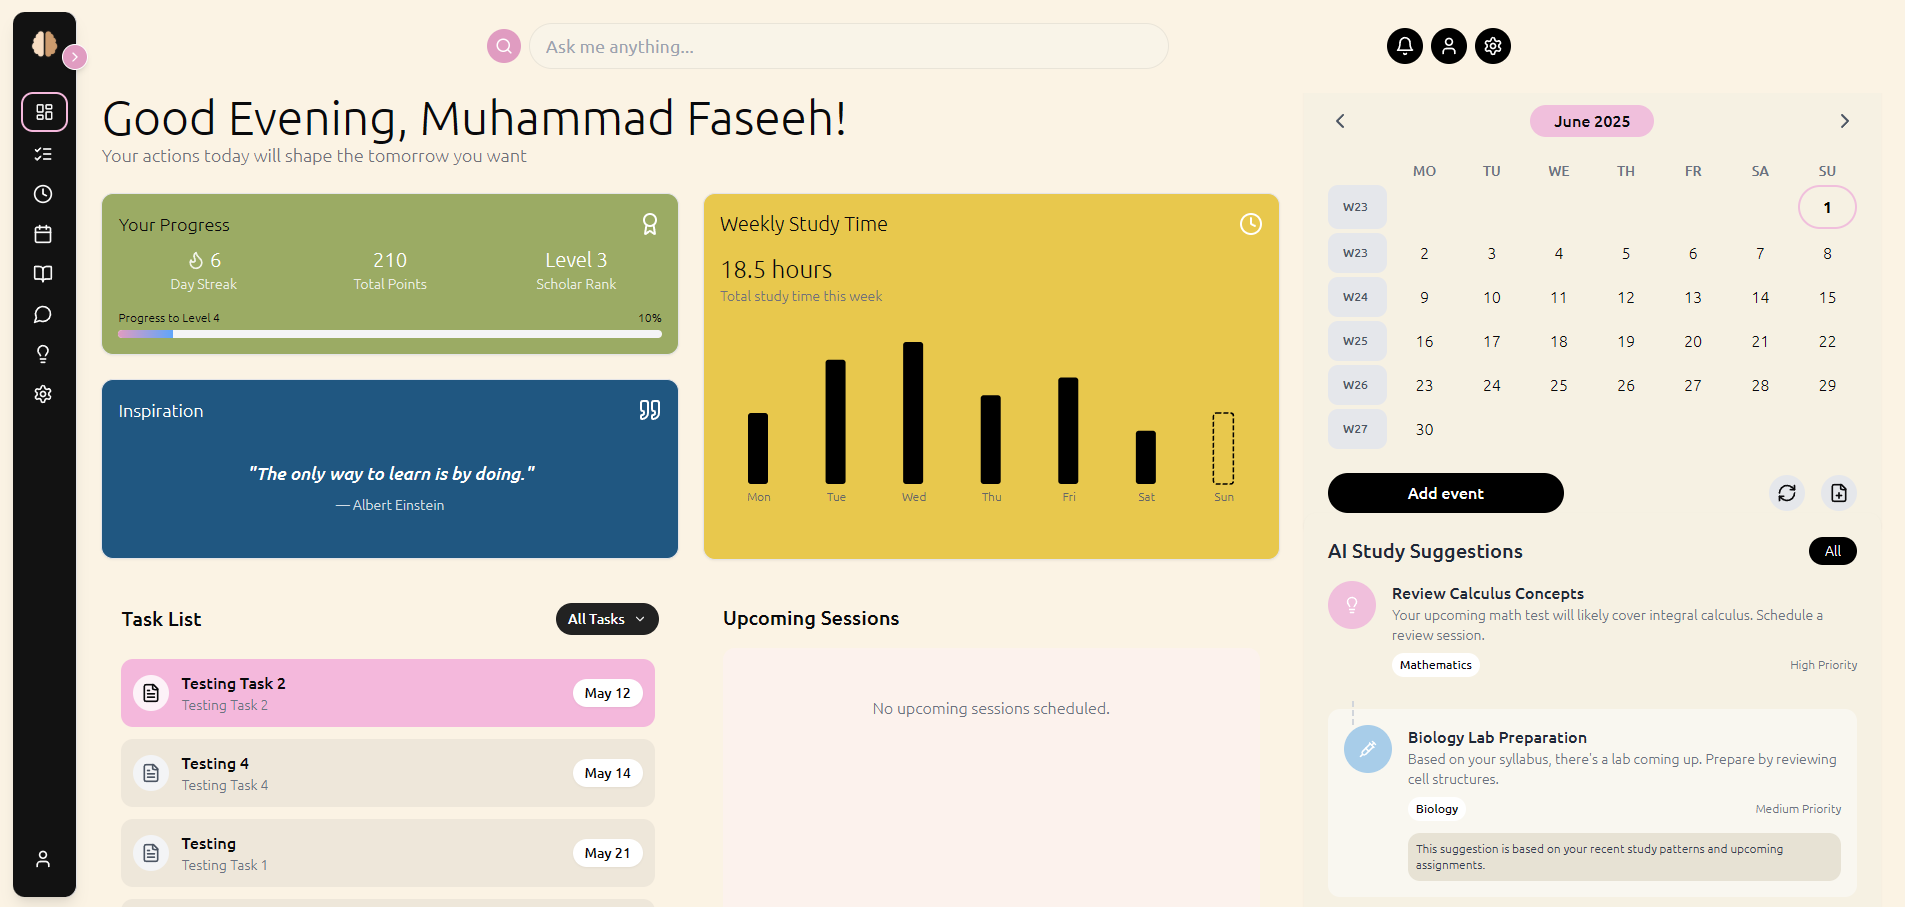 Ask me anything...
Good Evening, Muhammad Faseeh!
Your actions today will shape the tomorrow you want
Your Progress
6
Day Streak
210
Total Points
Level 3
Scholar Rank
Progress to Level 4
10%
Inspiration
"The only way to learn is by doing."
— Albert Einstein
Weekly Study Time
18.5 hours
Total study time this week
Mon Tue Wed Thu Fri Sat Sun
Task List
All Tasks
Testing Task 2
Testing Task 2
May 12
Testing 4
Testing Task 4
May 14
Testing
Testing Task 1
May 21
Upcoming Sessions
No upcoming sessions scheduled.
June 2025
MO TU WE TH FR SA SU
W23 1
W23 2 3 4 5 6 7 8
W24 9 10 11 12 13 14 15
W25 16 17 18 19 20 21 22
W26 23 24 25 26 27 28 29
W27 30
Add event
AI Study Suggestions
All
Review Calculus Concepts
Your upcoming math test will likely cover integral calculus. Schedule a
review session.
Mathematics
High Priority
Biology Lab Preparation
Based on your syllabus, there's a lab coming up. Prepare by reviewing
cell structures.
Biology
Medium Priority
This suggestion is based on your recent study patterns and upcoming
assignments.